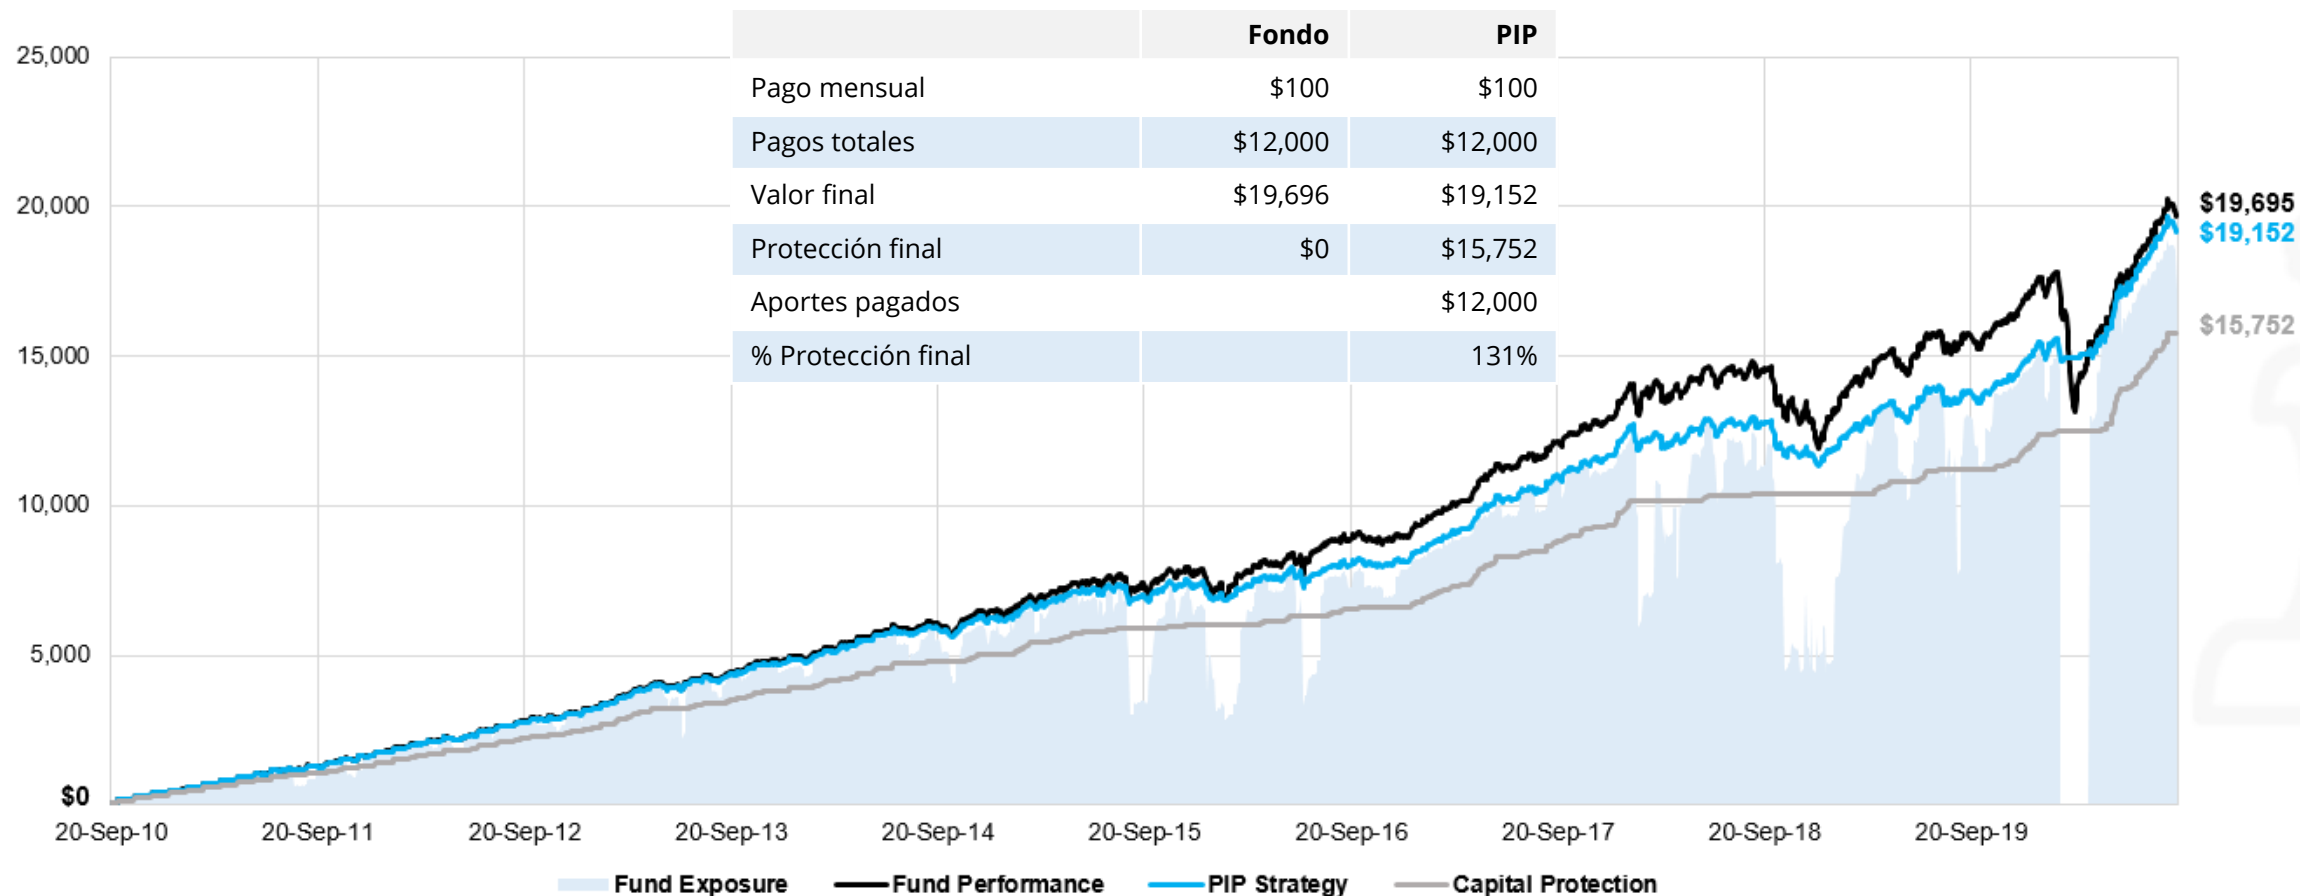 Fondo PIP
Pago mensual $100 $100
Pagos totales $12,000 $12,000
Valor final $19,696 $19,152
Protección final $0 $15,752
Aportes pagados $12,000
% Protección final 131%
25,000
20,000
15,000
10,000
5,000
$0
$19,695
$19,152
$15,752
20-Sep-10 20-Sep-11 20-Sep-12 20-Sep-13 20-Sep-14 20-Sep-15 20-Sep-16 20-Sep-17 20-Sep-18 20-Sep-19
Fund Exposure Fund Performance PIP Strategy Capital Protection